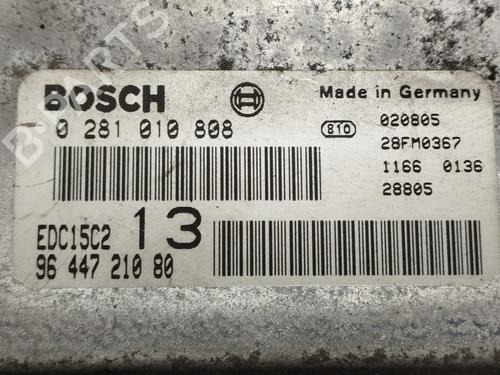 B-PARTS
BOSCH
Made in Germany
0 281 010 808
810
020805
28FM0367
1166 0136
28805
EDC15C2 13
96 447 210 80